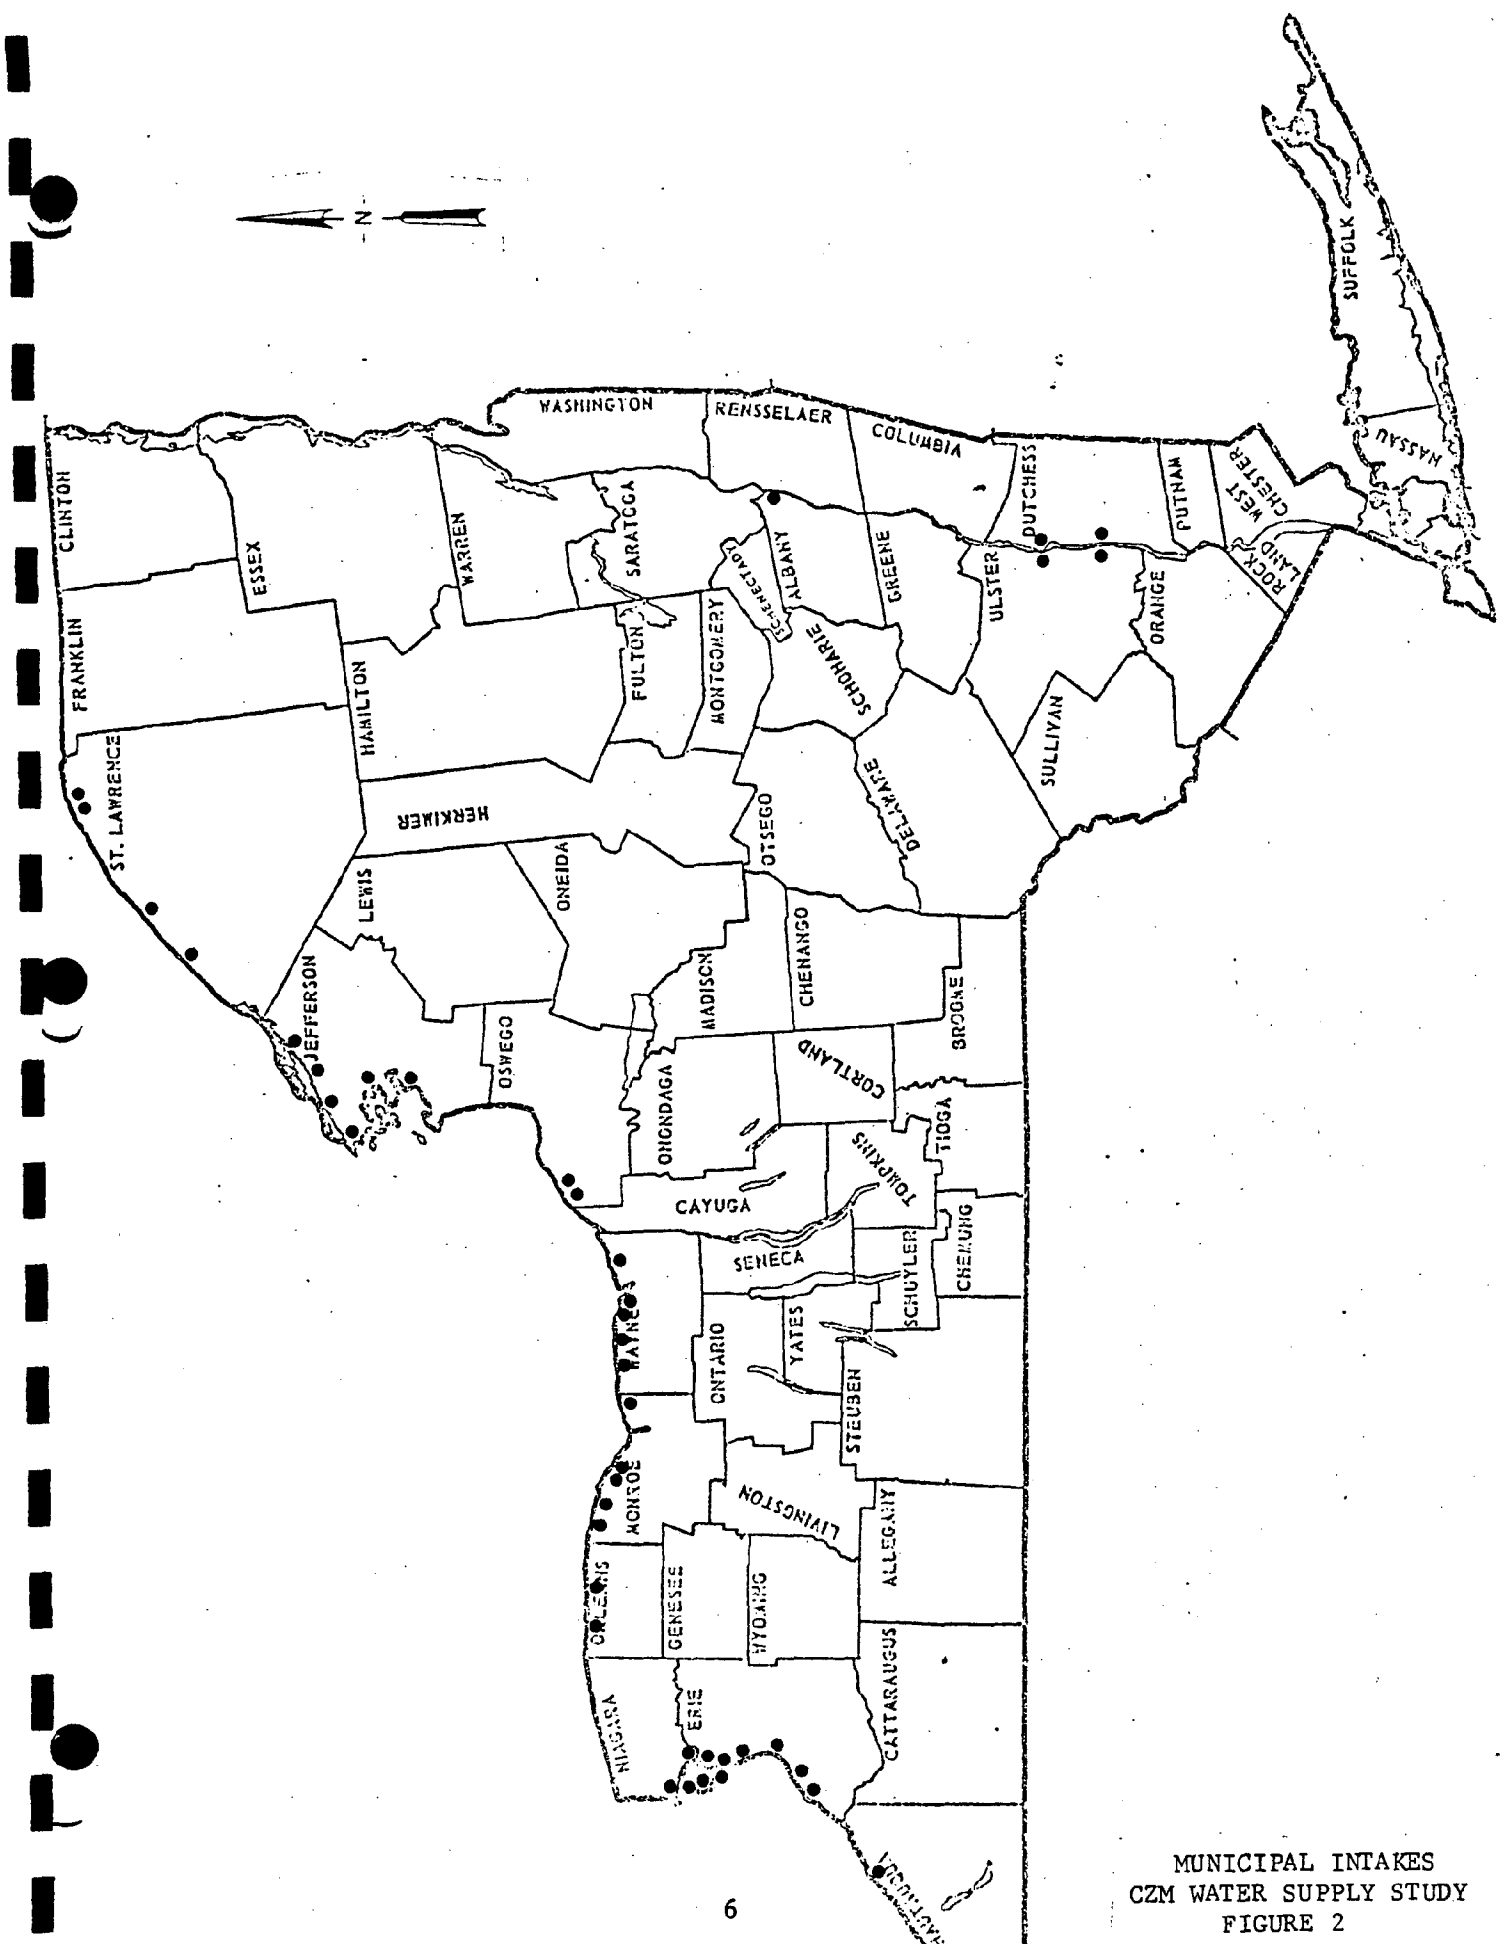 N
CLINTON
FRANKLIN
ST. LAWRENCE
ESSEX
HAMILTON
HERKIMER
LEWIS
JEFFERSON
WARREN
WASHINGTON
SARATOGA
FULTON
MONTGOMERY
SCHENECTADY
RENSSELAER
ALBANY
SCHOHARIE
OTSEGO
ONEIDA
OSWEGO
MADISON
ONONDAGA
CAYUGA
WAYNE
SENECA
ONTARIO
YATES
MONROE
LIVINGSTON
ORLEANS
GENESEE
WYOMING
NIAGARA
ERIE
CATTARAUGUS
ALLEGANY
STEUBEN
SCHUYLER
CHEMUNG
TOMPKINS
TIOGA
CORTLAND
CHENANGO
BROOME
DELAWARE
COLUMBIA
GREENE
ULSTER
DUTCHESS
SULLIVAN
ORANGE
PUTNAM
WEST
CHESTER
ROCK
LAND
NASSAU
SUFFOLK
6
MUNICIPAL INTAKES
CZM WATER SUPPLY STUDY
FIGURE 2